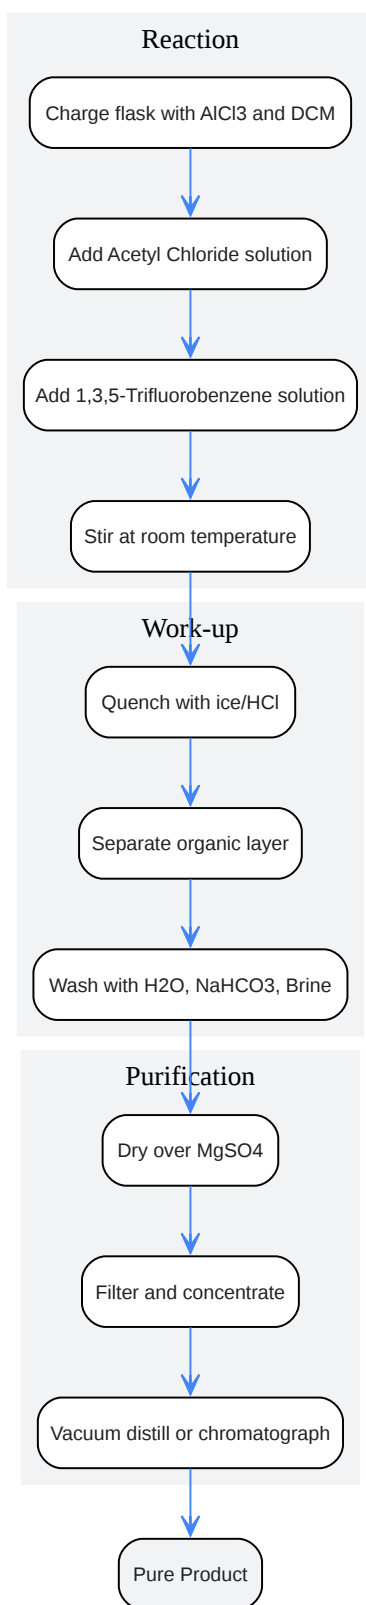 Reaction
Charge flask with AlCl3 and DCM
Add Acetyl Chloride solution
Add 1,3,5-Trifluorobenzene solution
Stir at room temperature
Work-up
Quench with ice/HCl
Separate organic layer
Wash with H2O, NaHCO3, Brine
Purification
Dry over MgSO4
Filter and concentrate
Vacuum distill or chromatograph
Pure Product